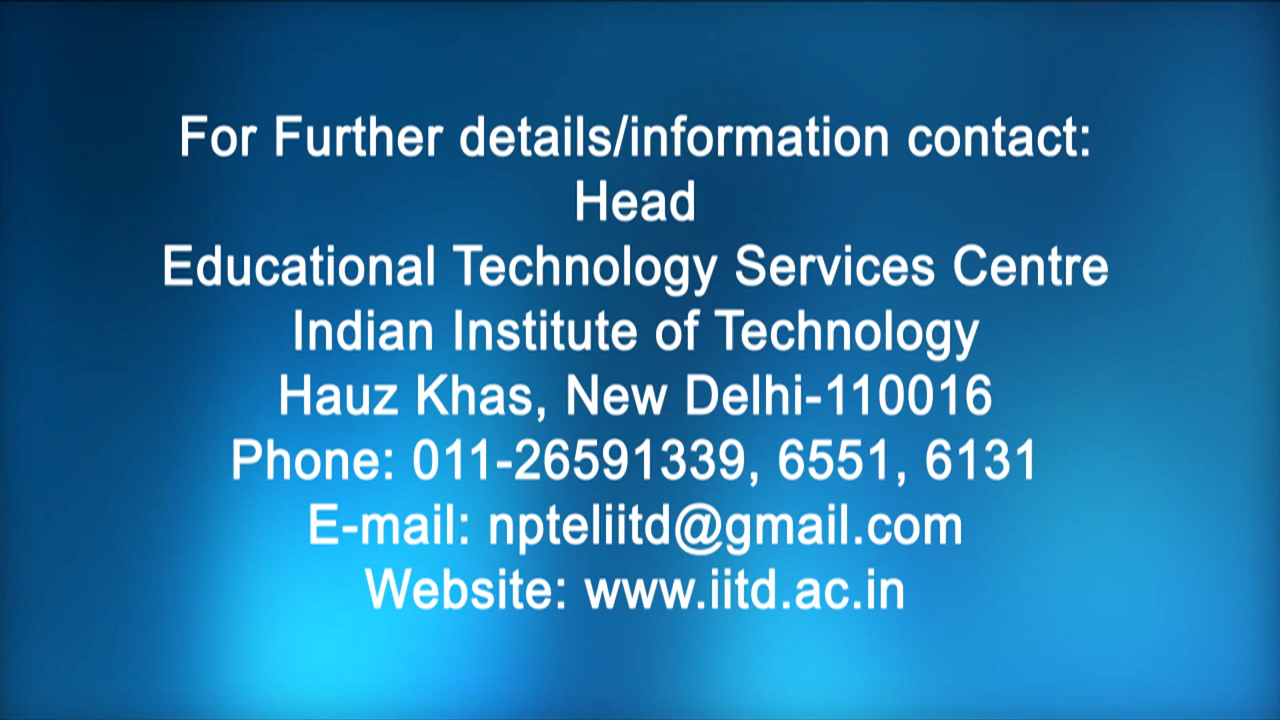 For Further details/information contact:
Head
Educational Technology Services Centre
Indian Institute of Technology
Hauz Khas, New Delhi-110016
Phone: 011-26591339, 6551, 6131
E-mail: npteliitd@gmail.com
Website: www.iitd.ac.in